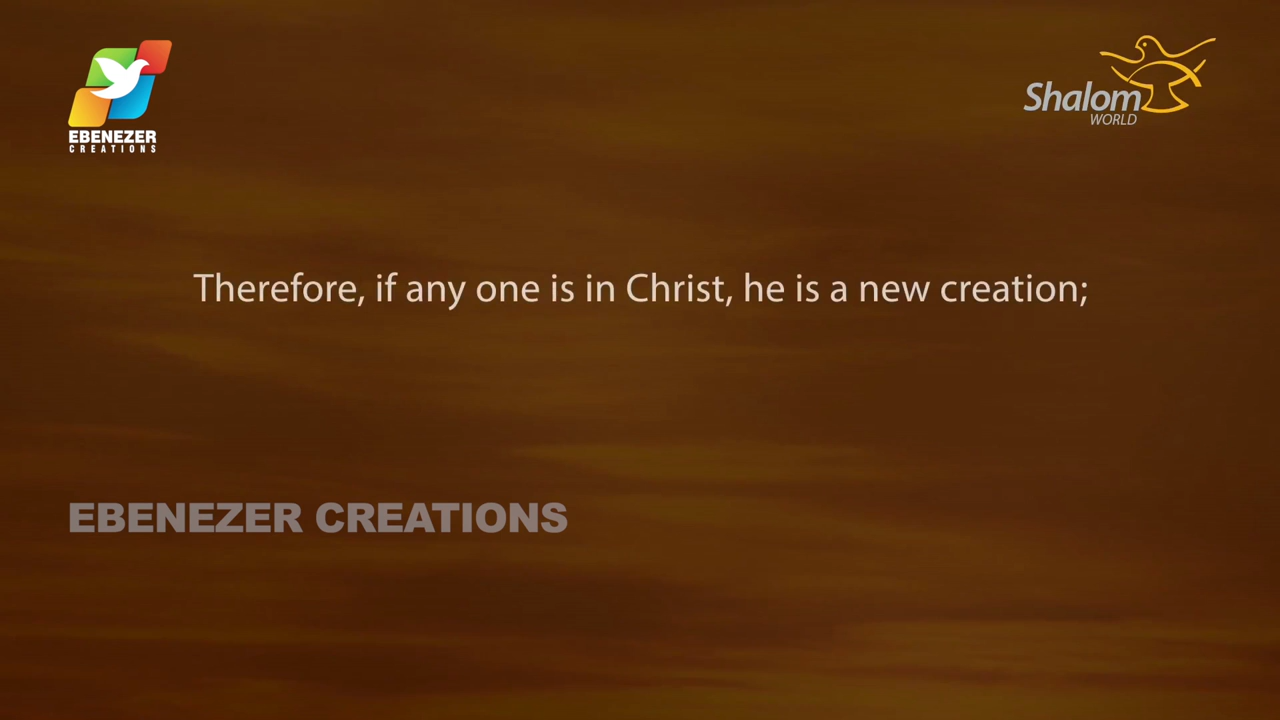 EBENEZER
CREATIONS
Shalom
WORLD
Therefore, if any one is in Christ, he is a new creation;
EBENEZER CREATIONS